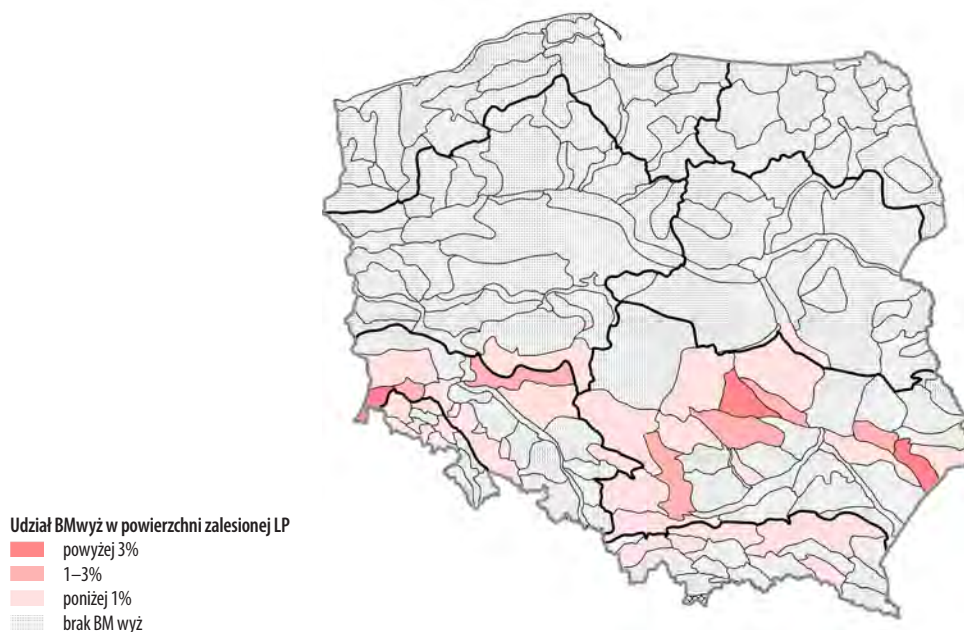 Udział BMwyż w powierzchni zalesionej LP
powyżej 3%
1–3%
poniżej 1%
brak BM wyż